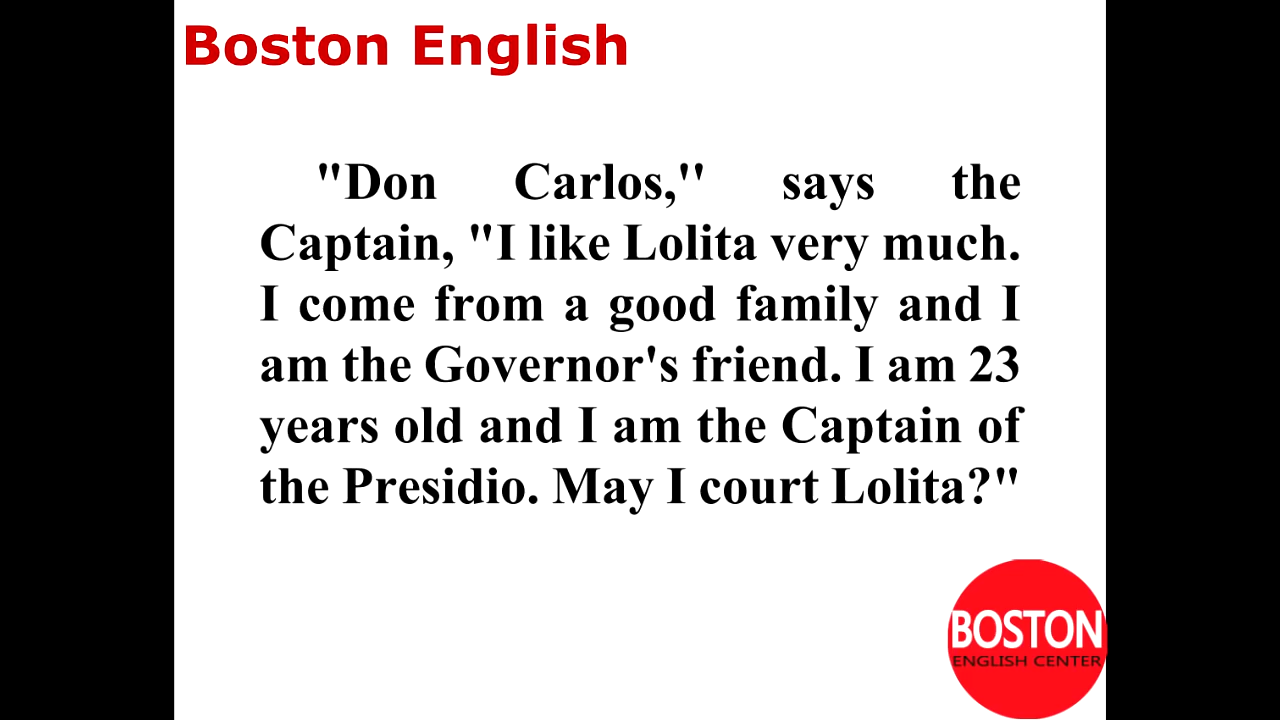 Boston English
"Don Carlos,'' says the
Captain, "I like Lolita very much.
I come from a good family and I
am the Governor's friend. I am 23
years old and I am the Captain of
the Presidio. May I court Lolita?"
BOSTON
ENGLISH CENTER